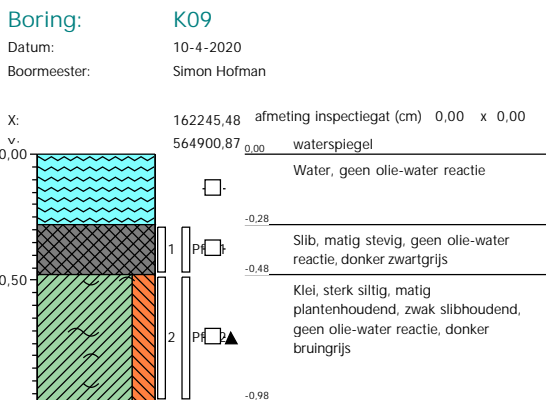 Boring: K09
Datum: 10-4-2020
Boormeester: Simon Hofman
X: 162245,48 afmeting inspectiegat (cm) 0,00 x 0,00
564900,87 0,00 waterspiegel
0,00
Water, geen olie-water reactie
-0,28
Slib, matig stevig, geen olie-water
1
reactie, donker zwartgrijs
-0,48
0,50
Klei, sterk siltig, matig
plantenhoudend, zwak slibhoudend,
2
geen olie-water reactie, donker
bruingrijs
-0,98